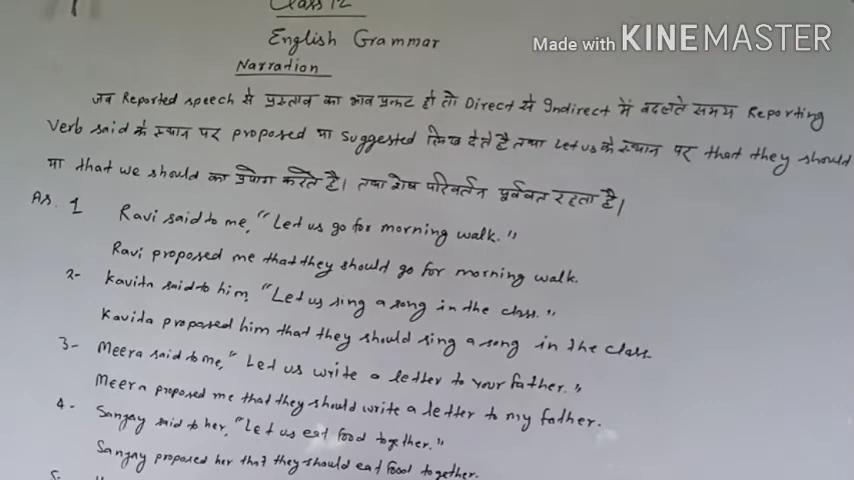 Class 12
English Grammar
Made with KINEMASTER
Narration
जब Reported speech से प्रस्ताव का भाव प्रकट हो तो Direct से Indirect में बदलते समय Reporting
Verb said के स्थान पर proposed या suggested लिख देते है तथा Let us के स्थान पर that they should
या that we should का प्रयोग करते है। तथा शेष परिवर्तन पूर्ववत रहता है।
As. 1 Ravi said to me, "Let us go for morning walk."
Ravi proposed me that they should go for morning walk.
2- Kavita said to him, "Let us sing a song in the class."
Kavita proposed him that they should sing a song in the class.
3- Meera said to me, "Let us write a letter to your father."
Meera proposed me that they should write a letter to my father.
4- Sanjay said to her, "Let us eat food together."
Sanjay proposed her that they should eat food together.
5-